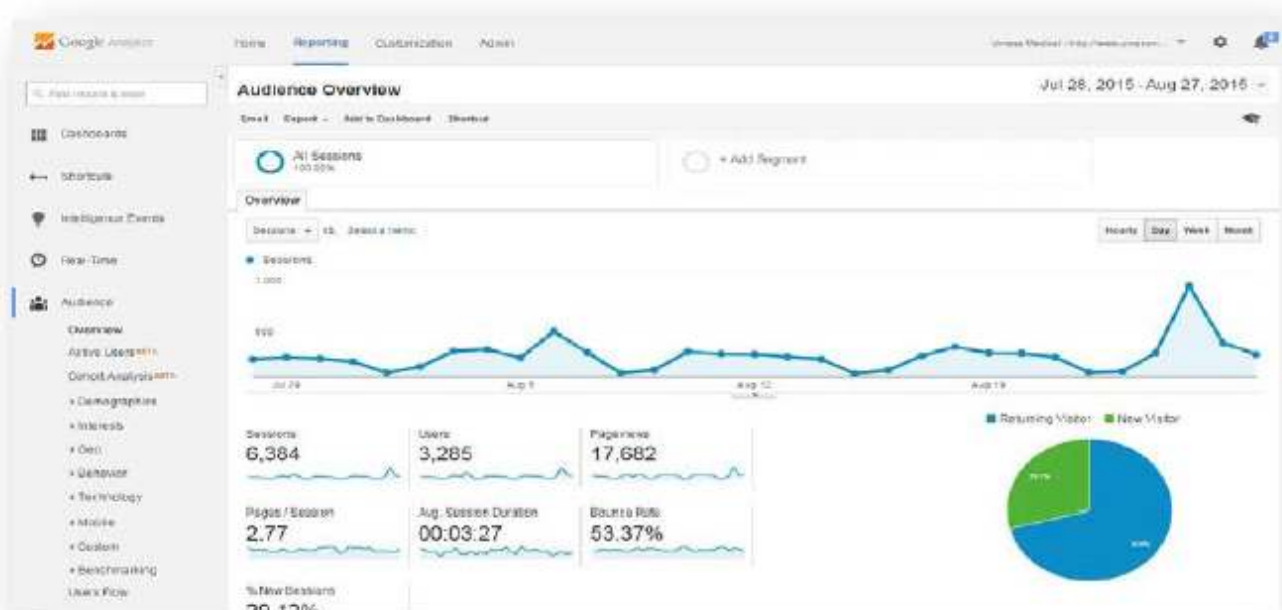 Google Analytics
Home Reporting Customization Admin
Audience Overview
Jul 28, 2015 - Aug 27, 2015
Email Export Add to Dashboard Shortcut
Dashboards
All Sessions
100.00%
+ Add Segment
Shortcuts
Overview
Intelligence Events
Sessions vs. Select a metric
Hourly Day Week Month
Real-Time
Sessions
1,000
Audience
500
Overview
Active Users BETA
Cohort Analysis BETA
Demographics
Interests
Geo
Behavior
Technology
Mobile
Custom
Benchmarking
Users Flow
Aug 12
Aug 19
Returning Visitor New Visitor
Sessions
6,384
Users
3,285
Pageviews
17,682
Pages / Session
2.77
Avg. Session Duration
00:03:27
Bounce Rate
53.37%
% New Sessions